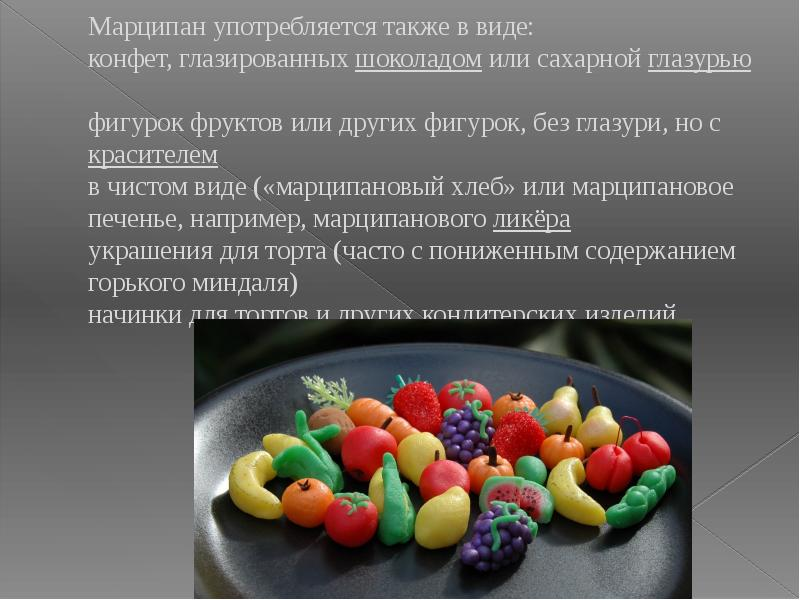 Марципан употребляется также в виде:
конфет, глазированных шоколадом или сахарной глазурью
фигурок фруктов или других фигурок, без глазури, но с
красителем
в чистом виде («марципановый хлеб» или марципановое
печенье, например, марципанового ликёра
украшения для торта (часто с пониженным содержанием
горького миндаля)
начинки для тортов и других кондитерских изделий